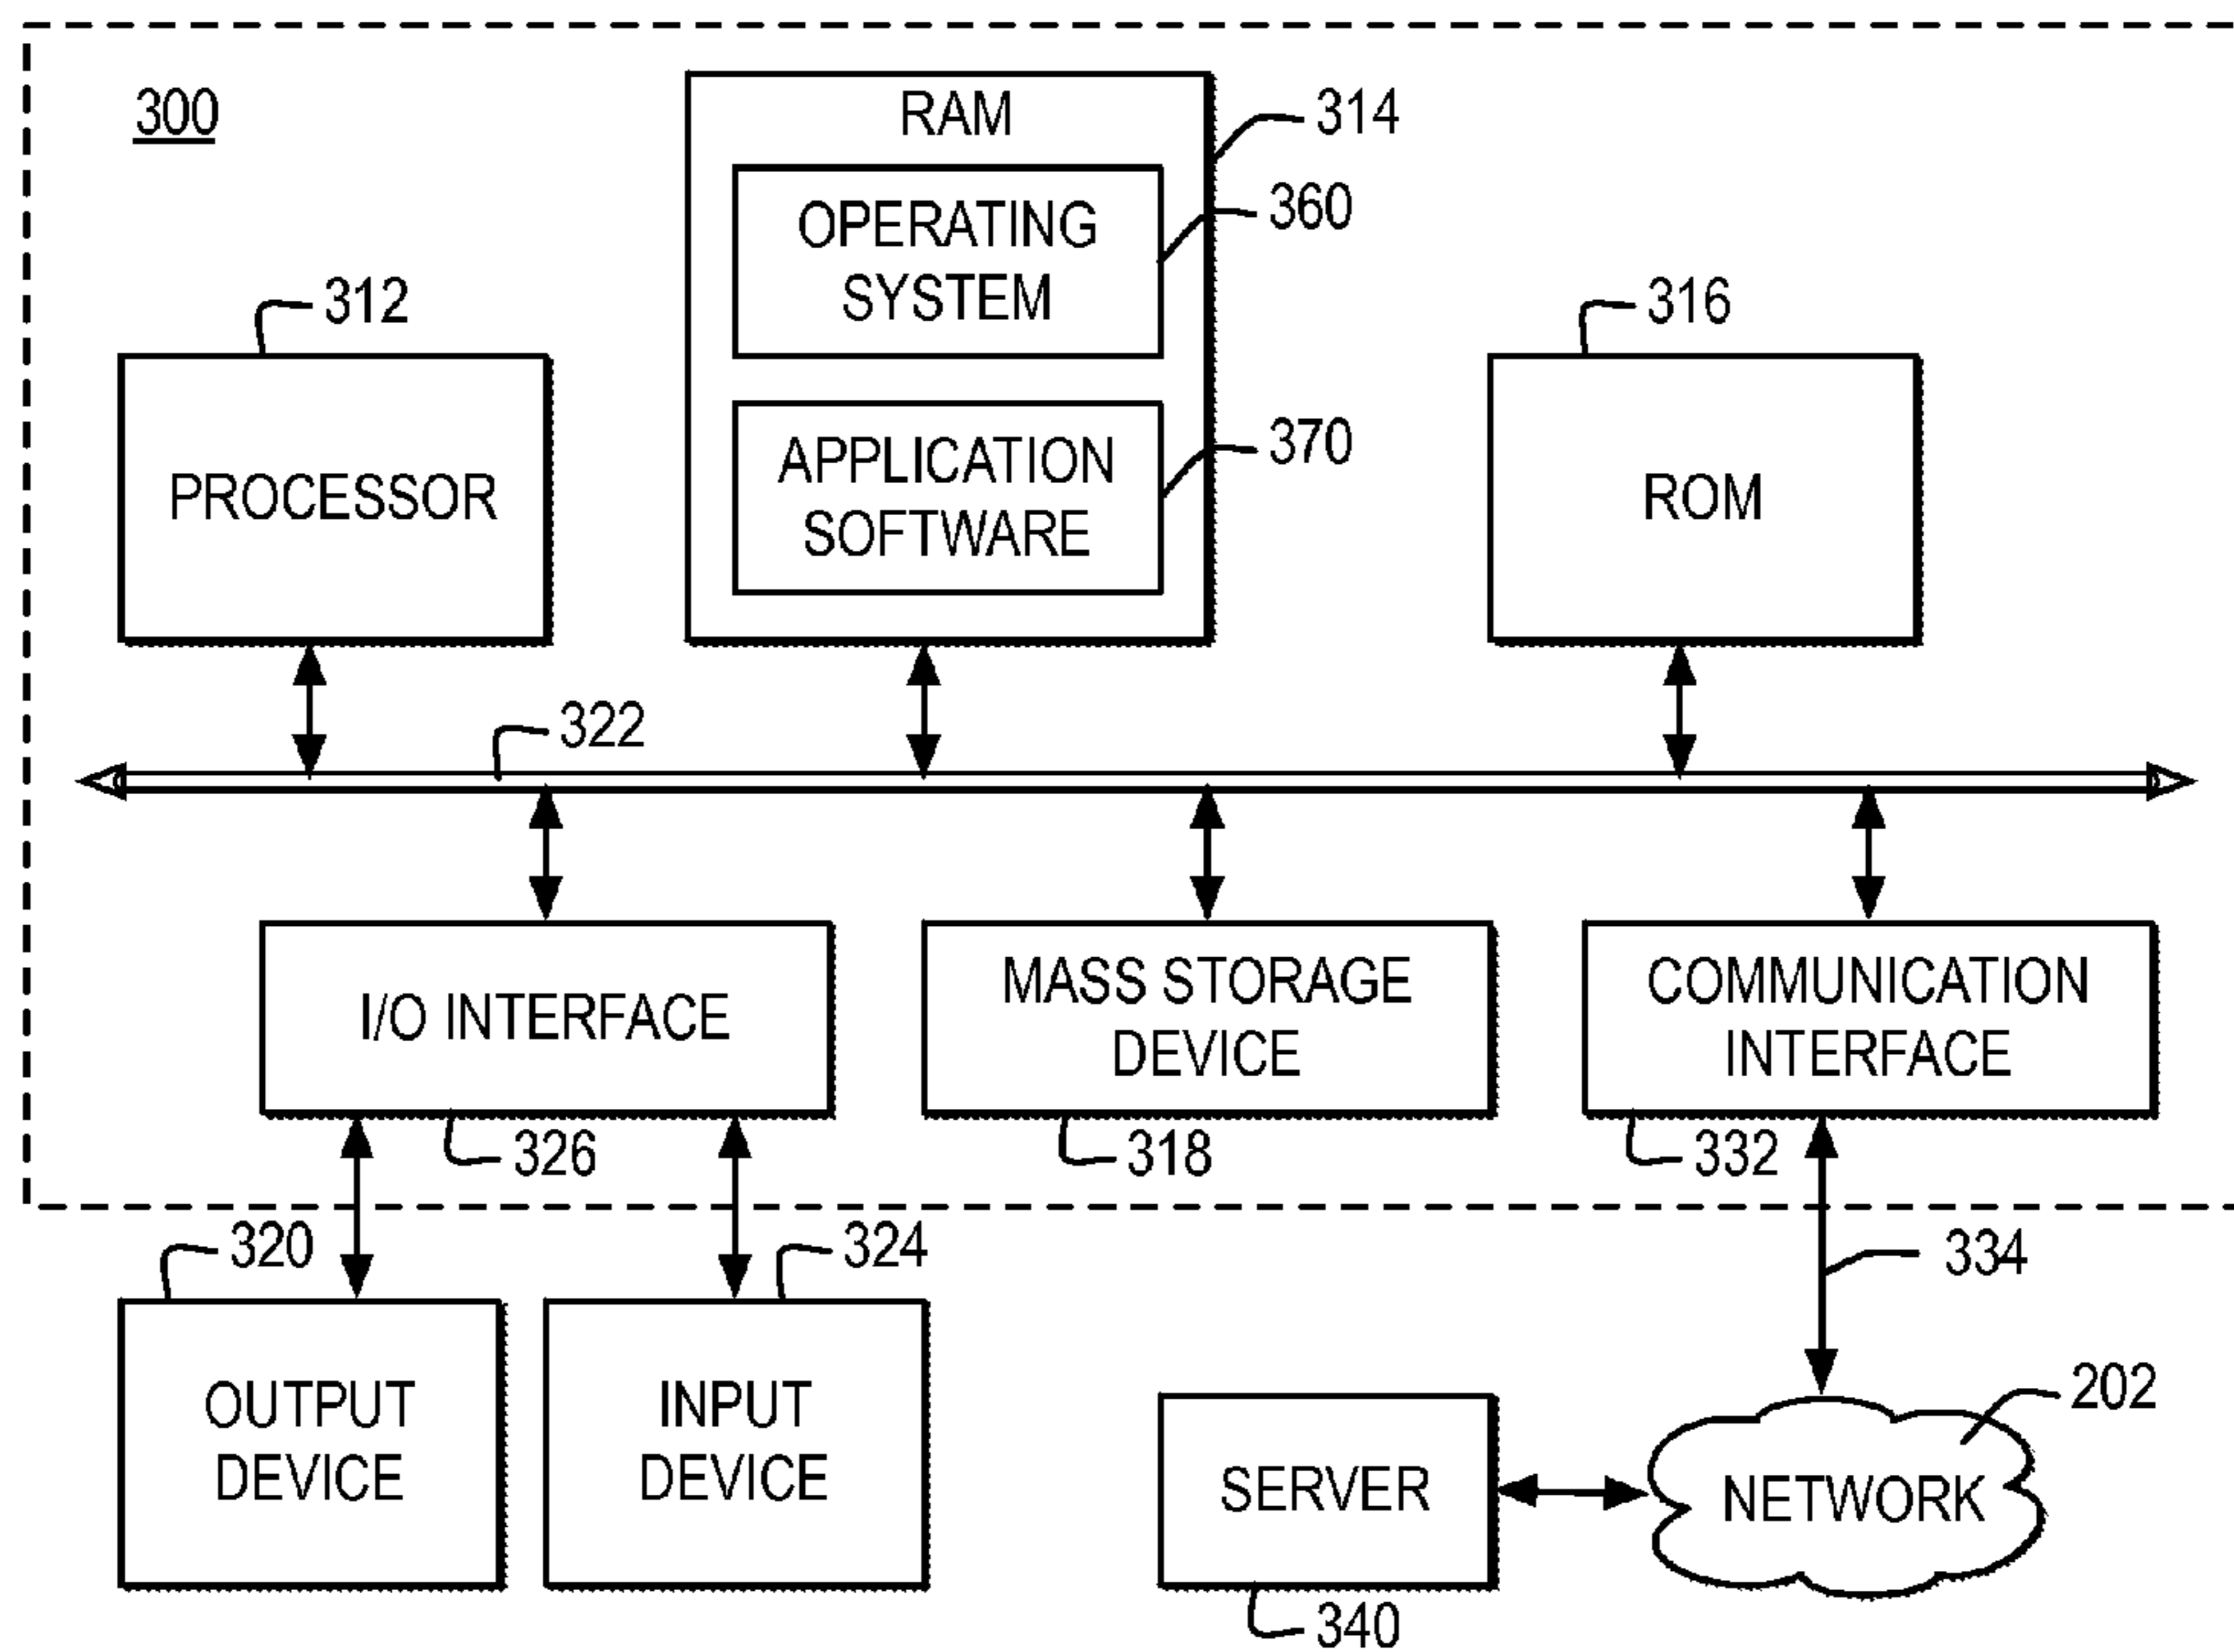 300
RAM
314
OPERATING
SYSTEM
360
312
316
APPLICATION
SOFTWARE
370
PROCESSOR
ROM
322
I/O INTERFACE
MASS STORAGE
DEVICE
COMMUNICATION
INTERFACE
326
318
332
320
324
334
OUTPUT
DEVICE
INPUT
DEVICE
202
SERVER
NETWORK
340